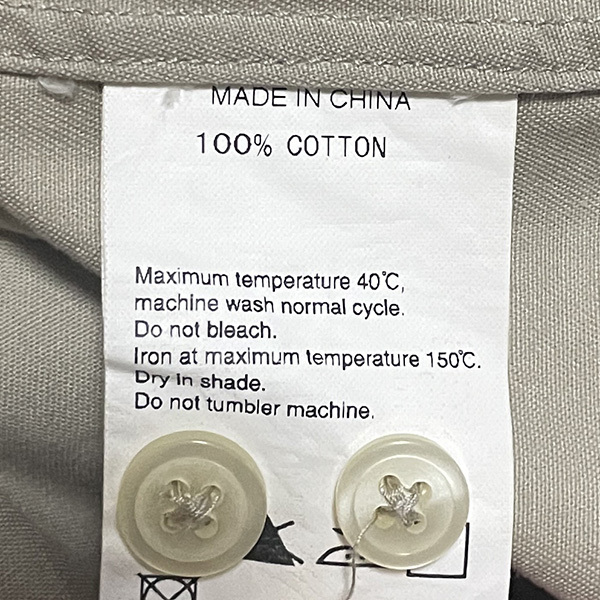 MADE IN CHINA
100% COTTON
Maximum temperature 40℃,
machine wash normal cycle.
Do not bleach.
Iron at maximum temperature 150℃.
Dry in shade.
Do not tumbler machine.